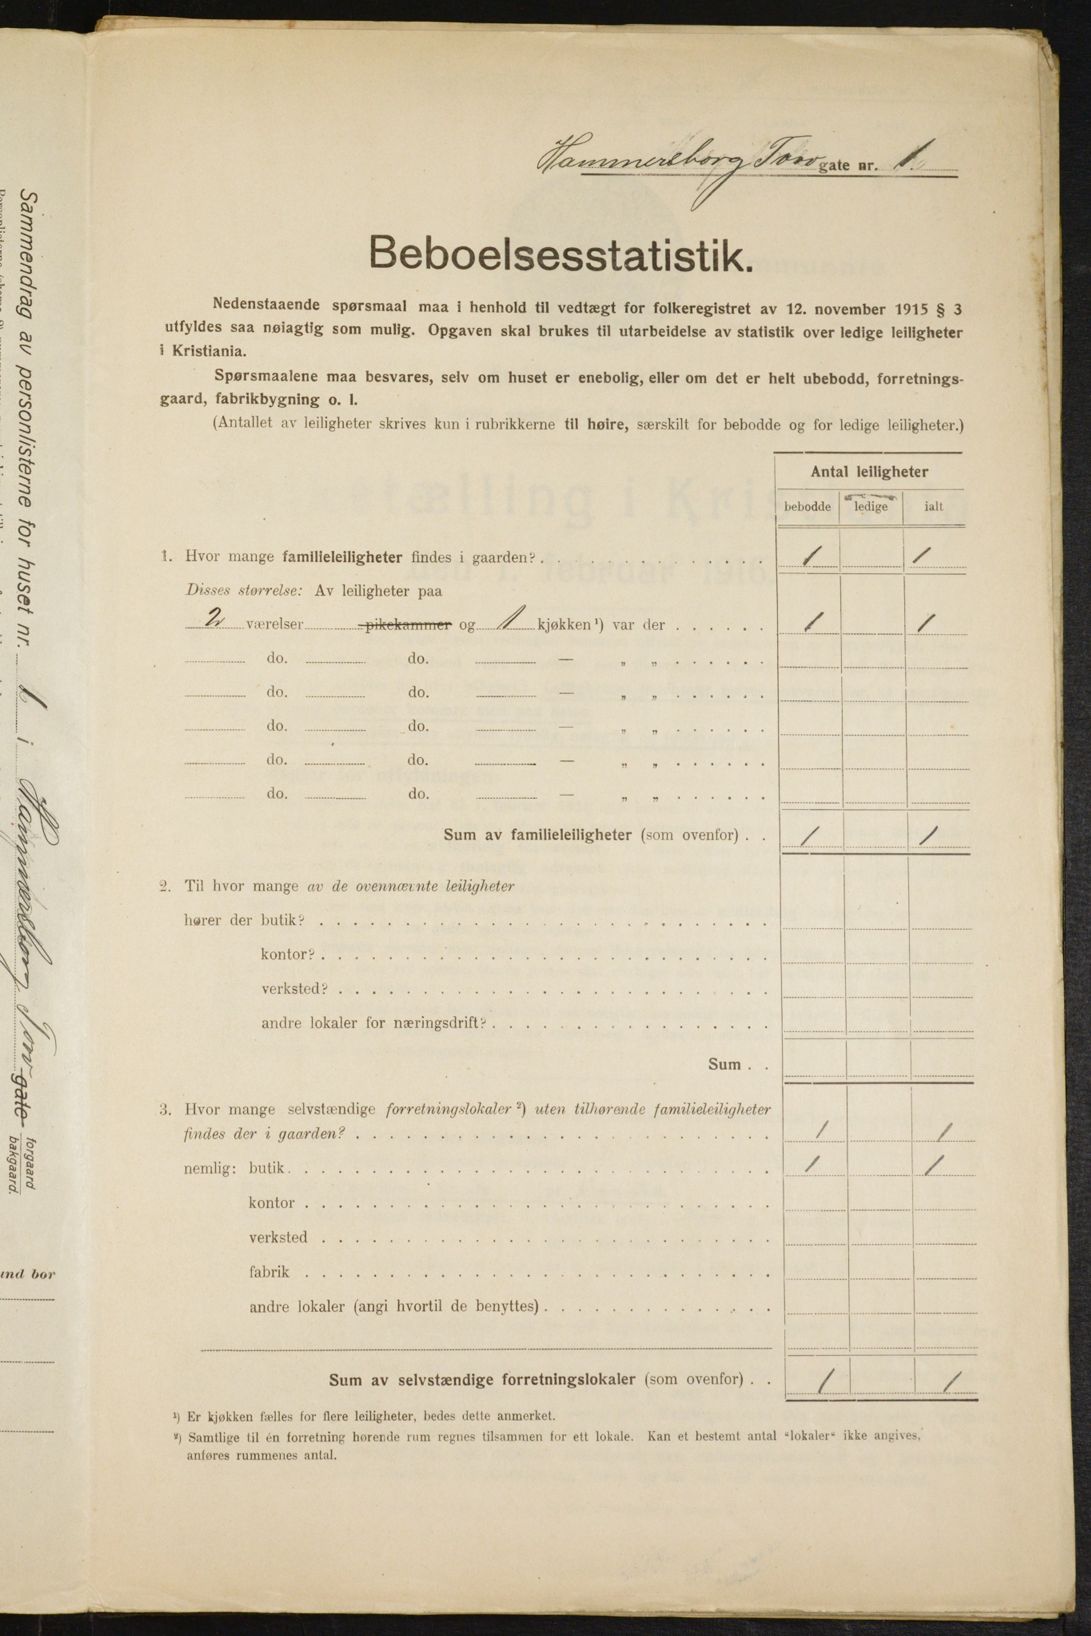 Hammersborg Torv gate nr. 1.
Beboelsesstatistik.
Nedenstaaende spørsmaal maa i henhold til vedtægt for folkeregistret av 12. november 1915 § 3
utfyldes saa nøiagtig som mulig. Opgaven skal brukes til utarbeidelse av statistik over ledige leiligheter
i Kristiania.
Spørsmaalene maa besvares, selv om huset er enebolig, eller om det er helt ubebodd, forretnings-
gaard, fabrikbygning o. l.
(Antallet av leiligheter skrives kun i rubrikkerne til høire, særskilt for bebodde og for ledige leiligheter.)
Antal leiligheter
bebodde ledige ialt
1. Hvor mange familieleiligheter findes i gaarden? . . . . . . . . . . . . . 1 1
Disses størrelse: Av leiligheter paa
2 værelser pikekammer og 1 kjøkken ¹) var der . . . . . . 1 1
do. do. — „ „ . . . . . .
do. do. — „ „ . . . . . .
do. do. — „ „ . . . . . .
do. do. — „ „ . . . . . .
do. do. — „ „ . . . . . .
Sum av familieleiligheter (som ovenfor) . . 1 1
2. Til hvor mange av de ovennævnte leiligheter
hører der butik? . . . . . . . . . . . . . . . . . . . . . . . . . .
kontor? . . . . . . . . . . . . . . . . . . . . . . . . . .
verksted? . . . . . . . . . . . . . . . . . . . . . . . . .
andre lokaler for næringsdrift? . . . . . . . . . . . . . . . .
Sum . .
3. Hvor mange selvstændige forretningslokaler ²) uten tilhørende familieleiligheter
findes der i gaarden? . . . . . . . . . . . . . . . . . . . . . . . . 1 1
nemlig: butik . . . . . . . . . . . . . . . . . . . . . . . . . . . . 1 1
kontor . . . . . . . . . . . . . . . . . . . . . . . . . . .
verksted . . . . . . . . . . . . . . . . . . . . . . . . . .
fabrik . . . . . . . . . . . . . . . . . . . . . . . . . . .
andre lokaler (angi hvortil de benyttes) . . . . . . . . . . . . .
Sum av selvstændige forretningslokaler (som ovenfor) . . 1 1
¹) Er kjøkken fælles for flere leiligheter, bedes dette anmerket.
²) Samtlige til én forretning hørende rum regnes tilsammen for ett lokale. Kan et bestemt antal “lokaler“ ikke angives,
anføres rummenes antal.
Sammendrag av personlisterne for huset nr. 1 i Hammersborg Torv gate forgaard
bakgaard.
und bor